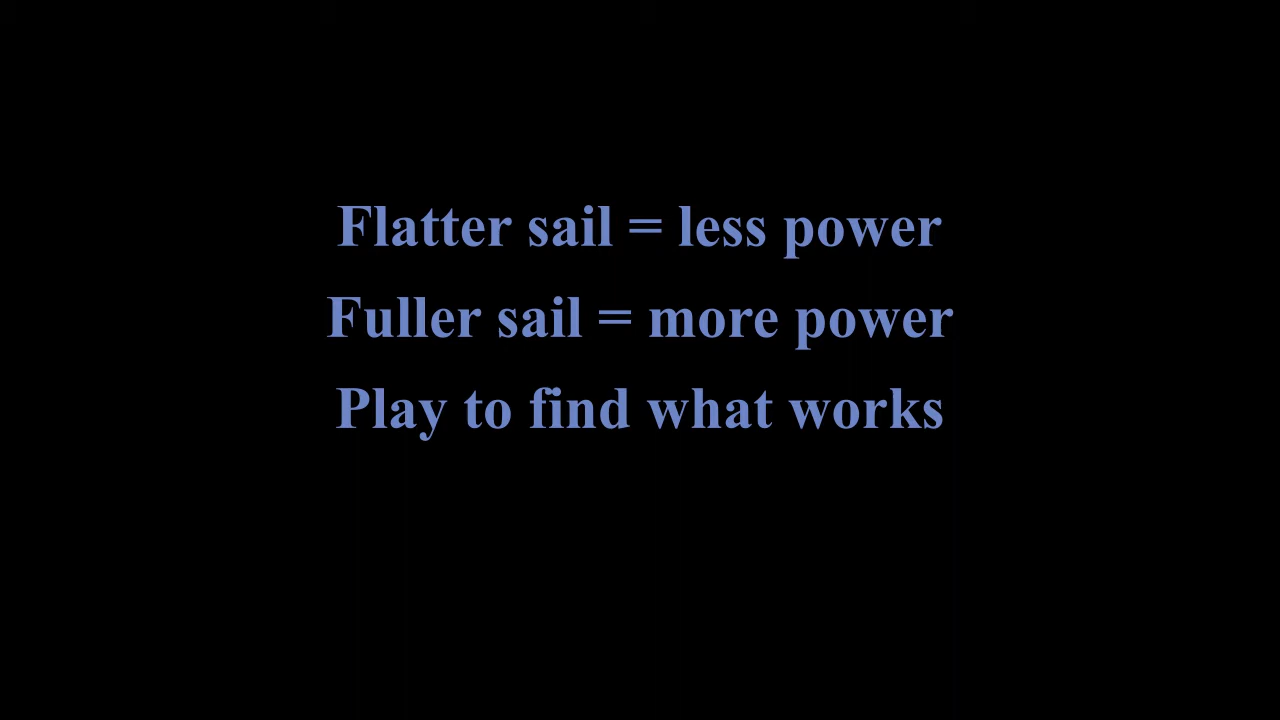 Flatter sail = less power
Fuller sail = more power
Play to find what works